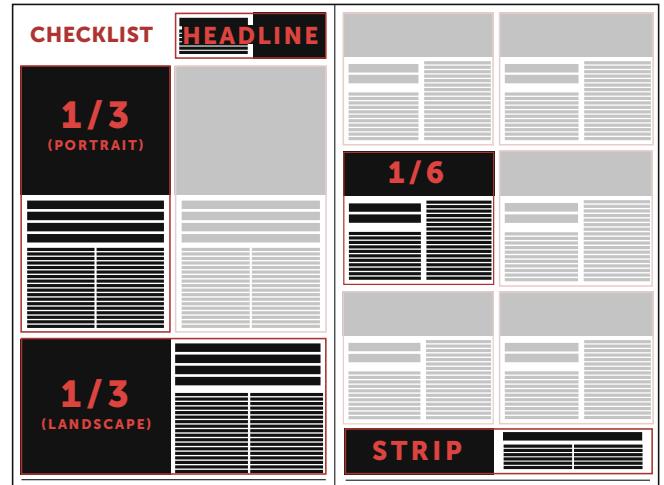 CHECKLIST
HEADLINE
1/3
(PORTRAIT)
1/3
(LANDSCAPE)
1/6
STRIP